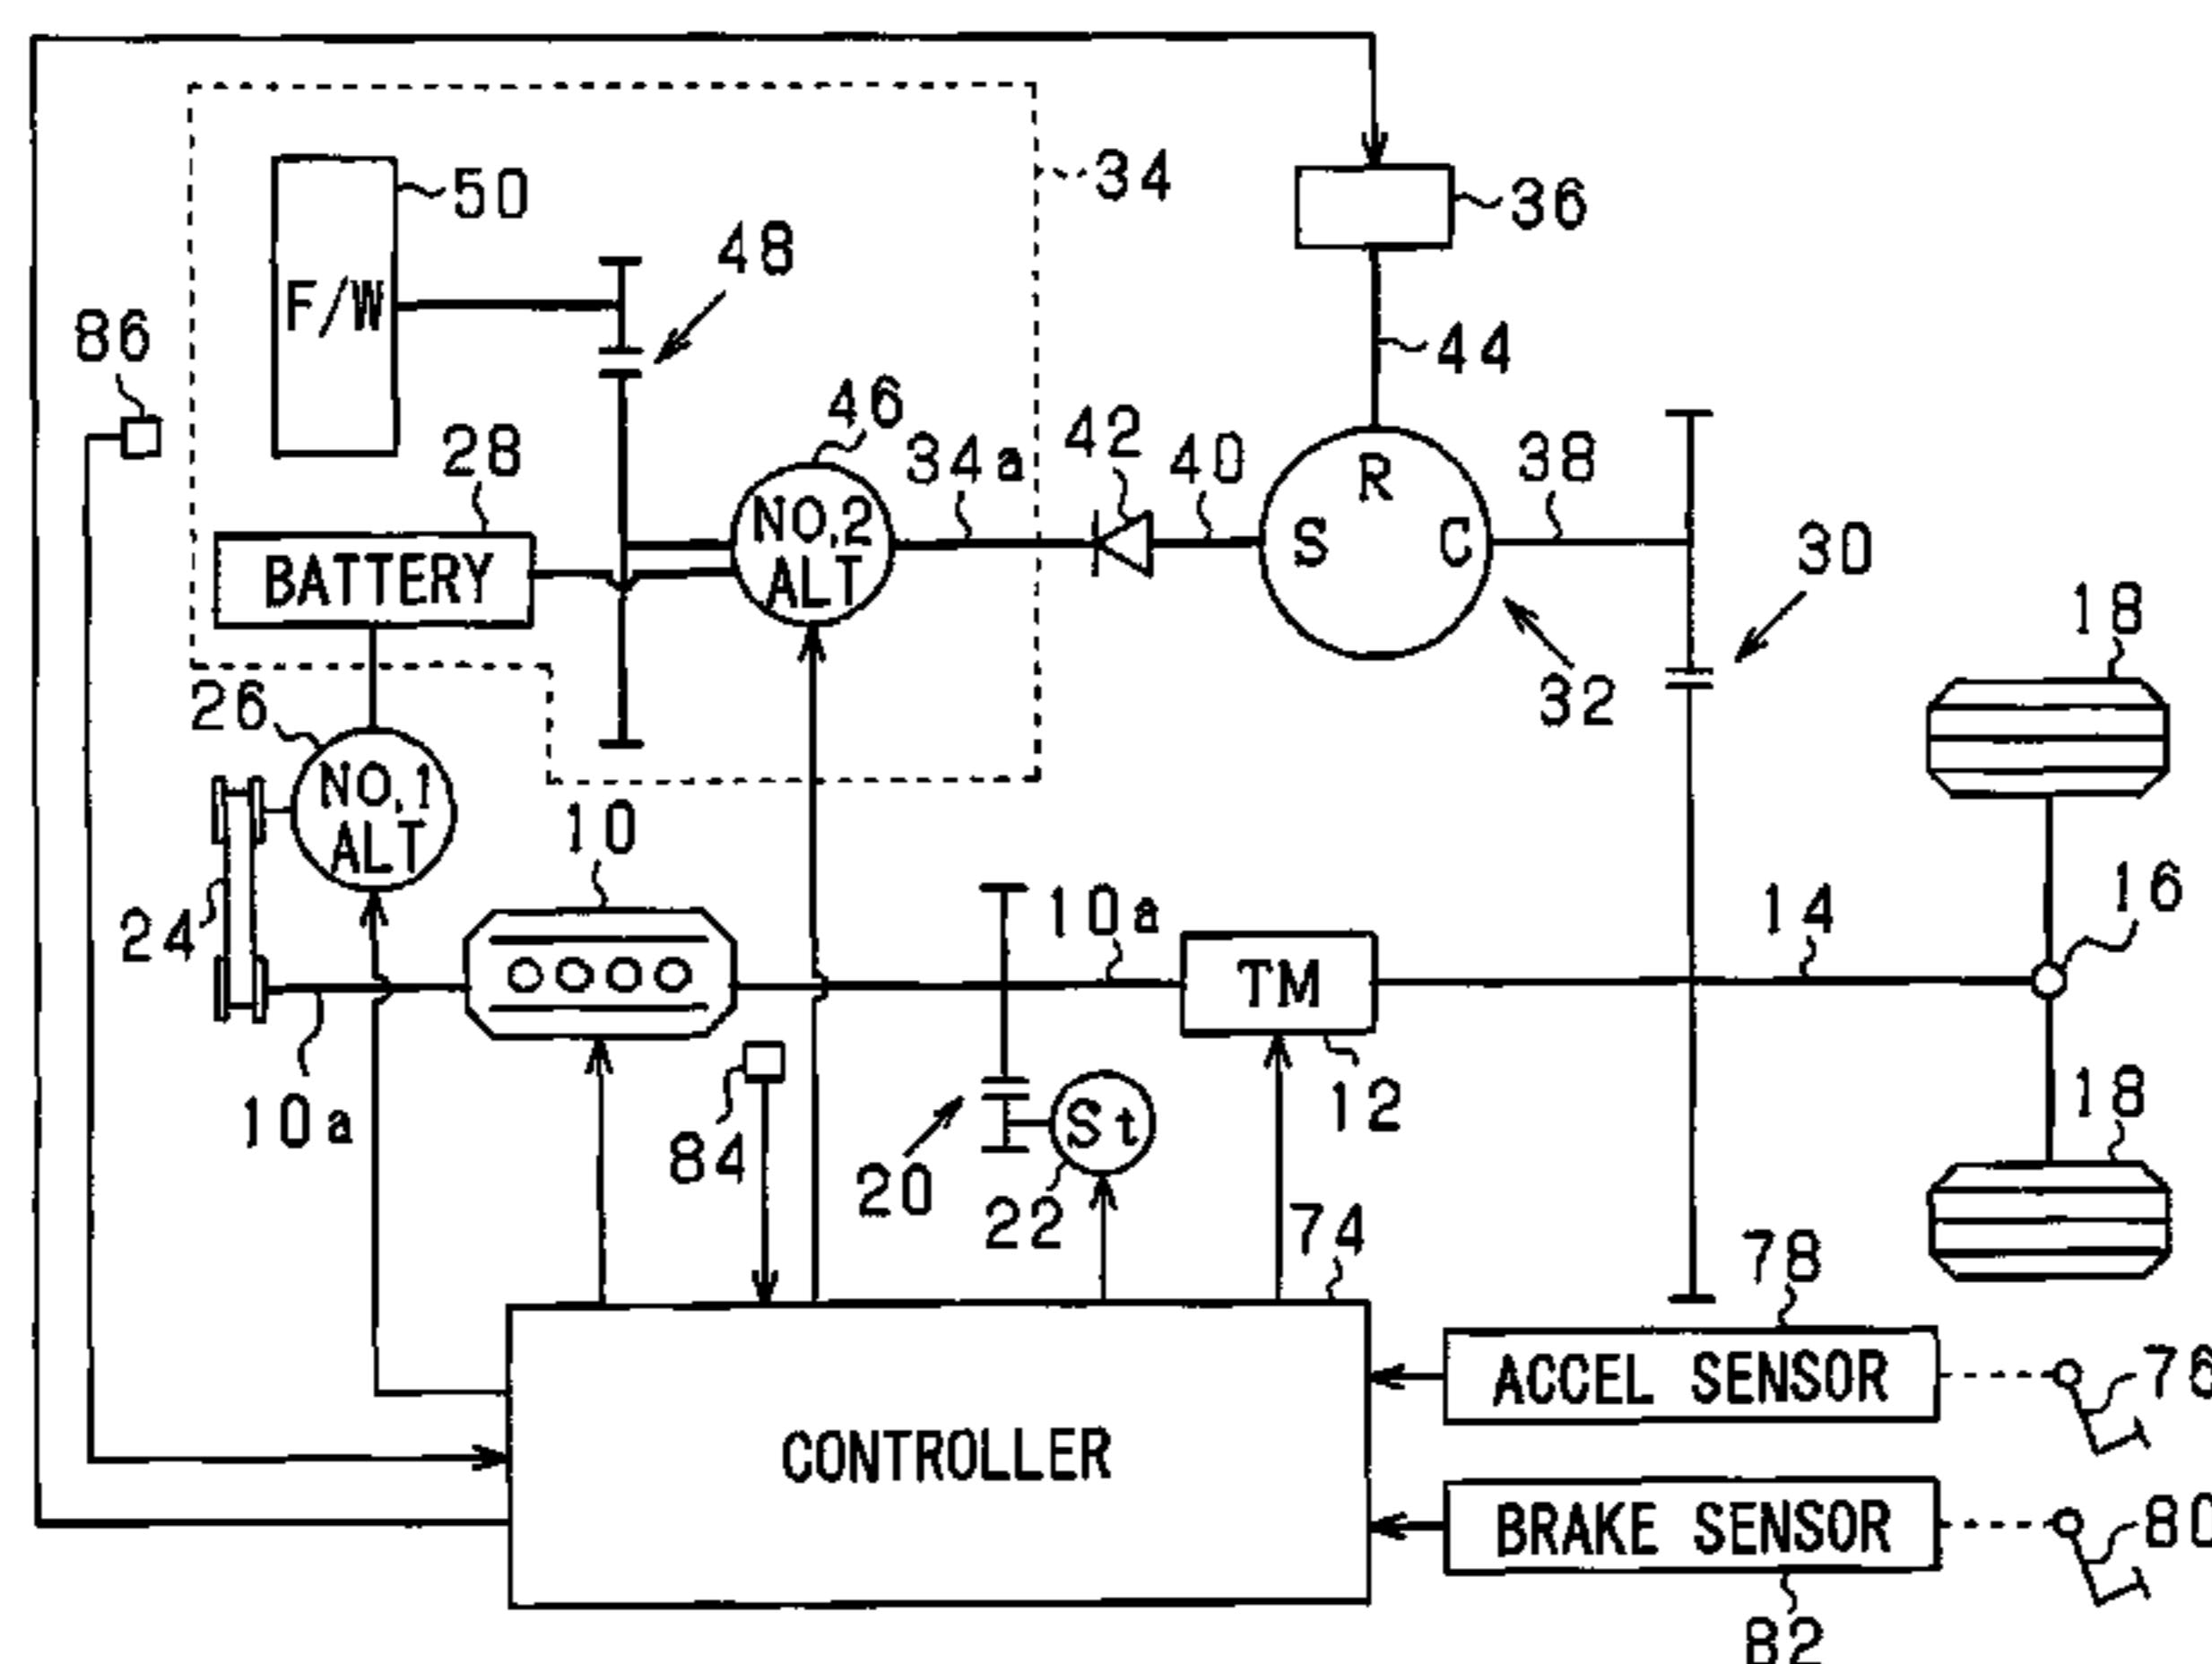 34
50
36
48
F/W
86
44
46
42
28
34a
40
38
R
S
C
NO,2
ALT
30
BATTERY
18
32
26
NO,1
ALT
10
24
10a
14
16
TM
12
18
10a
84
20
St
22
74
78
ACCEL SENSOR
76
CONTROLLER
BRAKE SENSOR
80
82